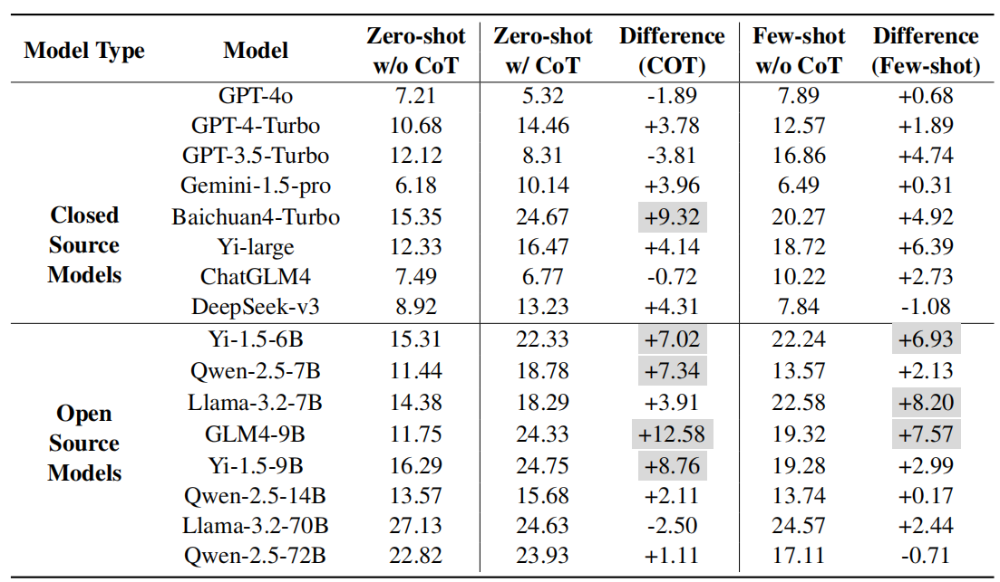 Model Type Model Zero-shot w/o CoT Zero-shot w/ CoT Difference (COT) Few-shot w/o CoT Difference (Few-shot)
Closed Source Models
GPT-4o 7.21 5.32 -1.89 7.89 +0.68
GPT-4-Turbo 10.68 14.46 +3.78 12.57 +1.89
GPT-3.5-Turbo 12.12 8.31 -3.81 16.86 +4.74
Gemini-1.5-pro 6.18 10.14 +3.96 6.49 +0.31
Baichuan4-Turbo 15.35 24.67 +9.32 20.27 +4.92
Yi-large 12.33 16.47 +4.14 18.72 +6.39
ChatGLM4 7.49 6.77 -0.72 10.22 +2.73
DeepSeek-v3 8.92 13.23 +4.31 7.84 -1.08
Open Source Models
Yi-1.5-6B 15.31 22.33 +7.02 22.24 +6.93
Qwen-2.5-7B 11.44 18.78 +7.34 13.57 +2.13
Llama-3.2-7B 14.38 18.29 +3.91 22.58 +8.20
GLM4-9B 11.75 24.33 +12.58 19.32 +7.57
Yi-1.5-9B 16.29 24.75 +8.76 19.28 +2.99
Qwen-2.5-14B 13.57 15.68 +2.11 13.74 +0.17
Llama-3.2-70B 27.13 24.63 -2.50 24.57 +2.44
Qwen-2.5-72B 22.82 23.93 +1.11 17.11 -0.71